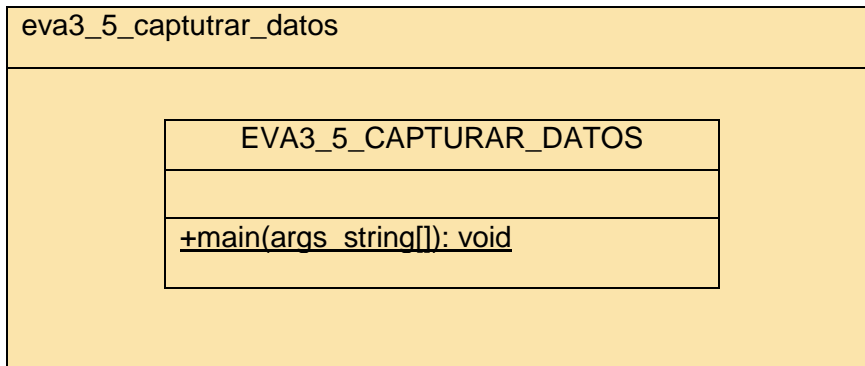 eva3_5_captutrar_datos
EVA3_5_CAPTURAR_DATOS
+main(args_string[]): void